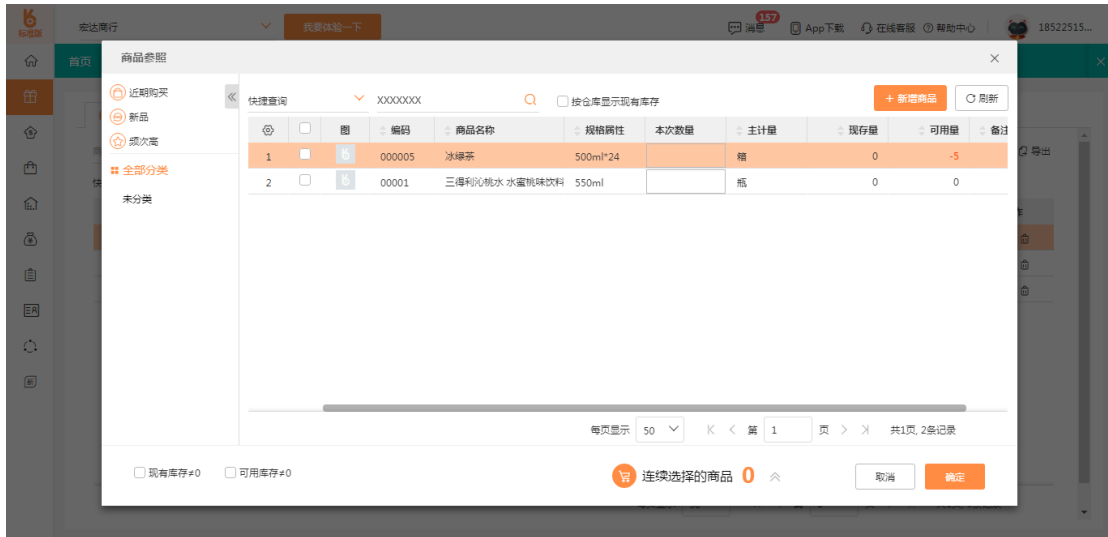 标准版 宏达商行 我要体验一下 消息 157 App下载 在线客服 帮助中心 18522515...
首页
商品参照
近期购买
新品
频次高
全部分类
未分类
快捷查询 XXXXXXX 按仓库显示现有库存 + 新增商品 刷新
图 编码 商品名称 规格属性 本次数量 主计量 现存量 可用量 备注
1 000005 冰绿茶 500ml*24 箱 0 -5
2 00001 三得利沁桃水 水蜜桃味饮料 550ml 瓶 0 0
导出
每页显示 50 第 1 页 共1页, 2条记录
现有库存≠0 可用库存≠0 连续选择的商品 0 取消 确定